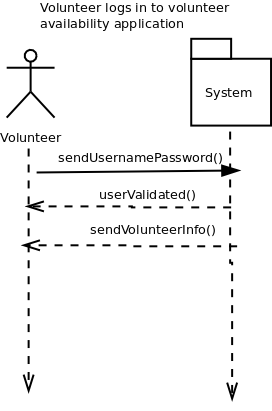 Volunteer logs in to volunteer
availability application
System
Volunteer
sendUsernamePassword()
userValidated()
sendVolunteerInfo()